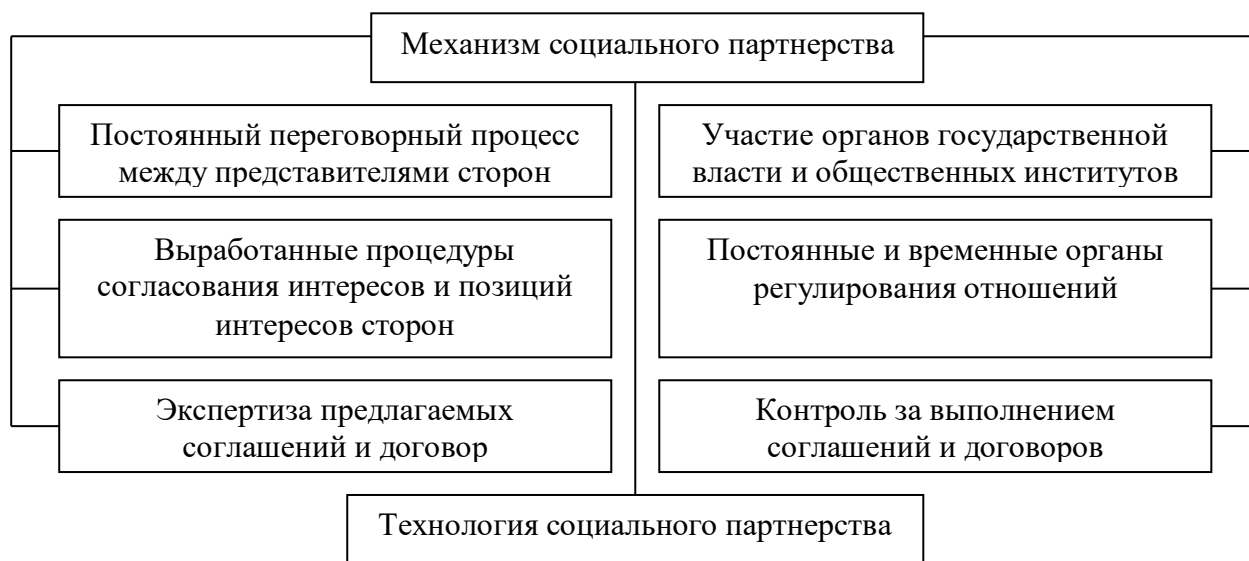 Механизм социального партнерства
Постоянный переговорный процесс
между представителями сторон
Участие органов государственной
власти и общественных институтов
Выработанные процедуры
согласования интересов и позиций
интересов сторон
Постоянные и временные органы
регулирования отношений
Экспертиза предлагаемых
соглашений и договор
Контроль за выполнением
соглашений и договоров
Технология социального партнерства